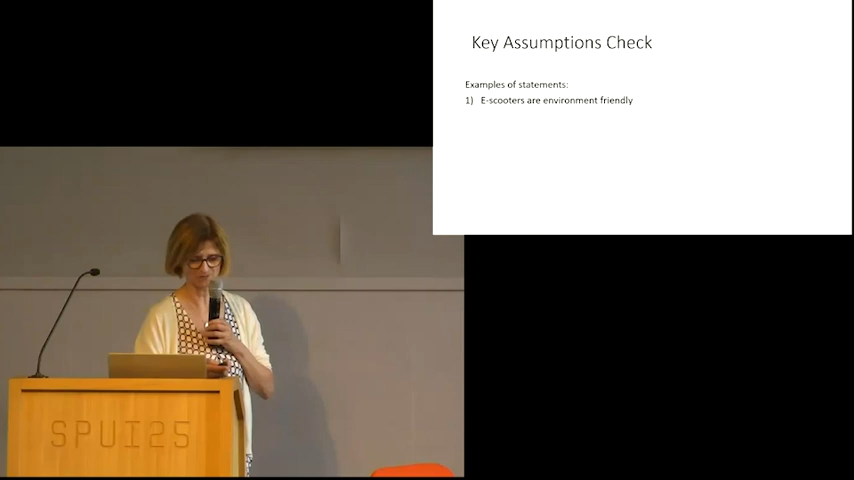 Key Assumptions Check
Examples of statements:
1) E-scooters are environment friendly
SPUI25